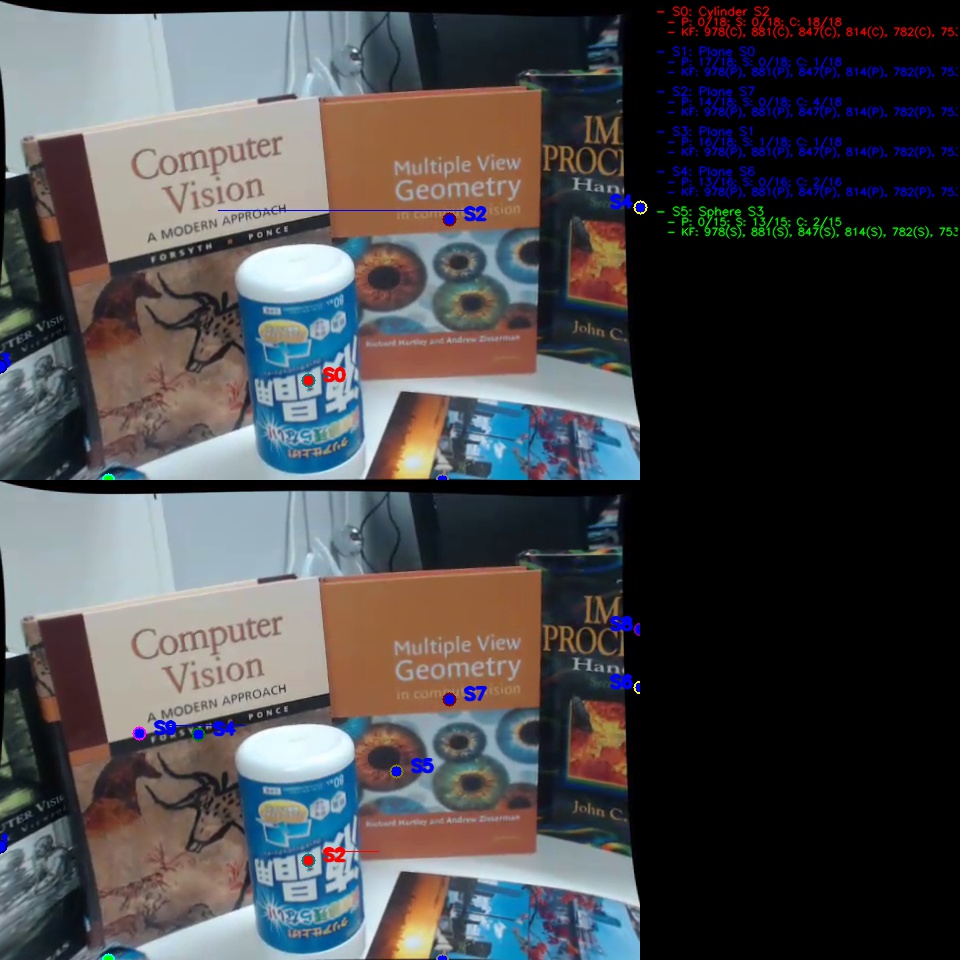 S0: Cylinder S2
P: 0/18; S: 0/18; C: 18/18
KF: 978(C), 881(C), 847(C), 814(C), 782(C), 753
S1: Plane S0
P: 17/18; S: 0/18; C: 1/18
KF: 978(P), 881(P), 847(P), 814(P), 782(P), 753
S2: Plane S7
P: 14/18; S: 0/18; C: 4/18
KF: 978(P), 881(P), 847(P), 814(P), 782(P), 753
S3: Plane S1
P: 16/18; S: 1/18; C: 1/18
KF: 978(P), 881(P), 847(P), 814(P), 782(P), 753
S4: Plane S6
P: 13/16; S: 0/16; C: 2/16
KF: 978(P), 881(P), 847(P), 814(P), 782(P), 753
S5: Sphere S3
P: 0/15; S: 13/15; C: 2/15
KF: 978(S), 881(S), 847(S), 814(S), 782(S), 753
Computer
Vision
A MODERN APPROACH
FORSYTH PONCE
Multiple View
Geometry
in computer vision
Richard Hartley and Andrew Zisserman
IM
PROC
Han
John C.
S2
S4
S0
Computer
Vision
A MODERN APPROACH
PONCE
Multiple View
Geometry
in computer vision
Richard Hartley and Andrew Zisserman
IM
PROC
Han
John C.
S6
S7
S9
S4
S5
S2